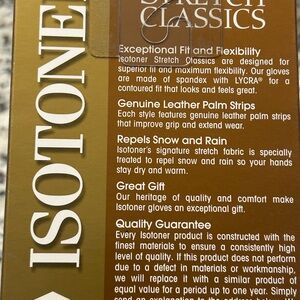 STRETCH
CLASSICS
ISOTONE
Exceptional Fit and Flexibility
Isotoner Stretch Classics are designed for
superior fit and maximum flexibility. Our gloves
are made of spandex with LYCRA® for a
contoured fit that looks and feels great.
Genuine Leather Palm Strips
Each style features genuine leather palm strips
that improve grip and extend wear.
Repels Snow and Rain
Isotoner's signature stretch fabric is specially
treated to repel snow and rain so your hands
stay dry and warm.
Great Gift
Our heritage of quality and comfort make
Isotoner gloves an exceptional gift.
Quality Guarantee
Every Isotoner product is constructed with the
finest materials to ensure a consistently high
level of quality. If this product does not perform
due to a defect in materials or workmanship,
we will replace it with a similar product of
equal value for a period up to one year. Simply